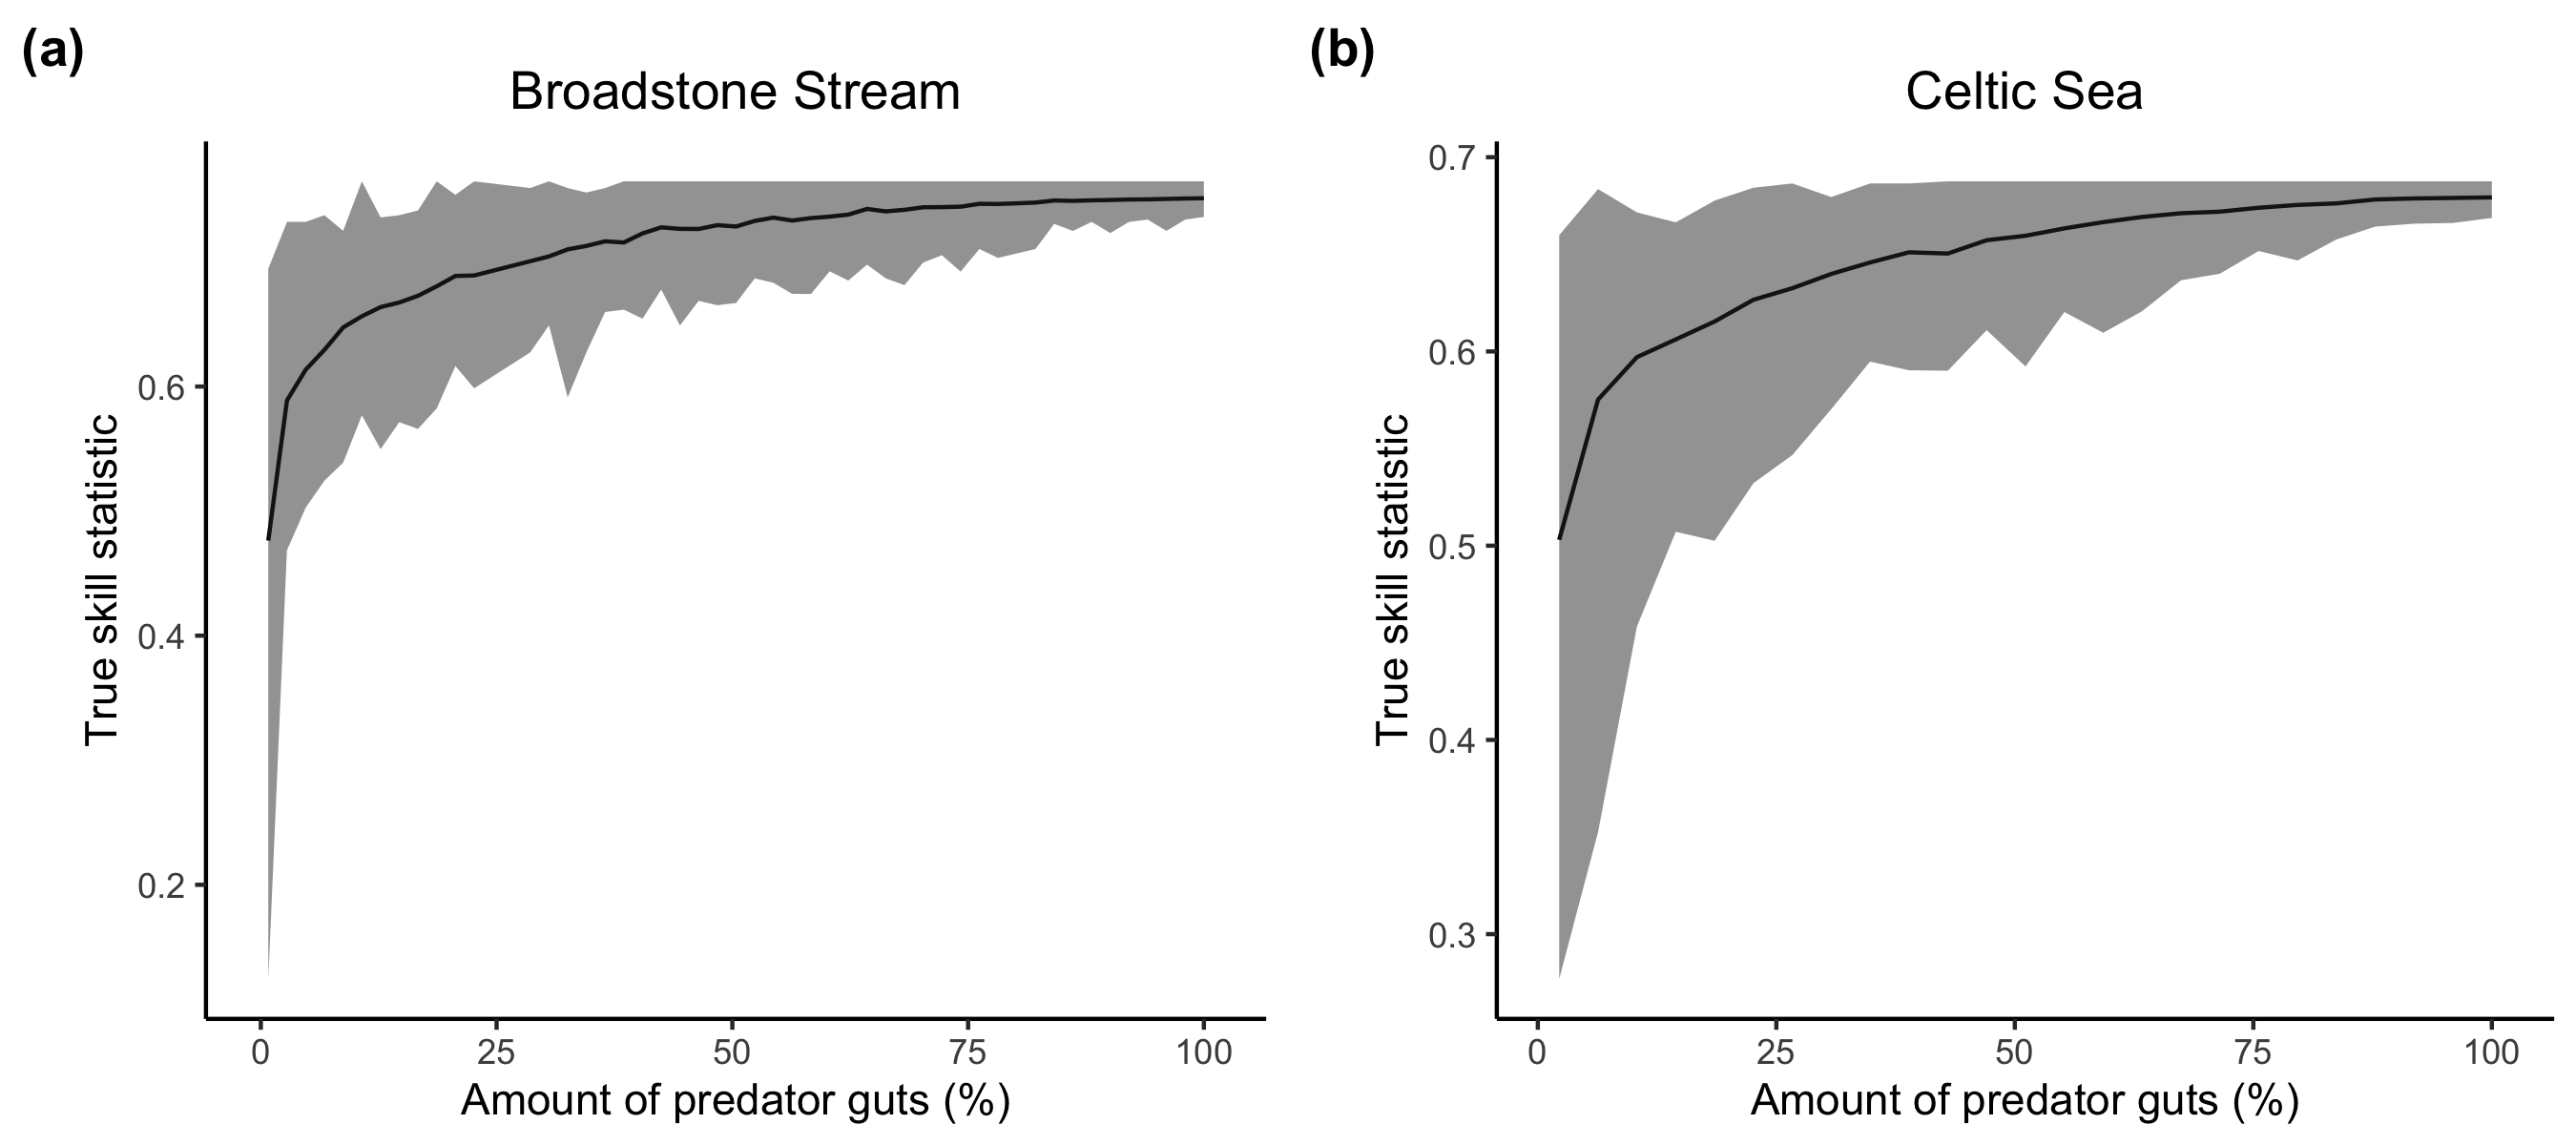 (a)
Broadstone Stream
True skill statistic
0.6
0.4
0.2
0 25 50 75 100
Amount of predator guts (%)
(b)
Celtic Sea
True skill statistic
0.7
0.6
0.5
0.4
0.3
0 25 50 75 100
Amount of predator guts (%)